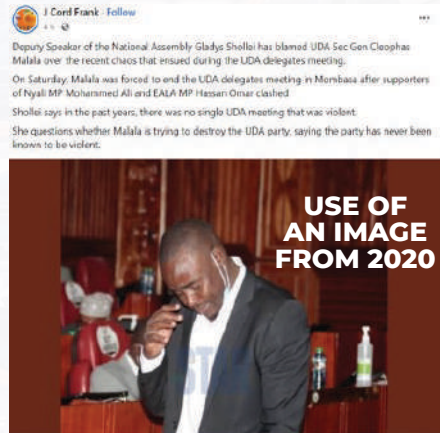 J Cord Frank · Follow
Deputy Speaker of the National Assembly Gladys Shollei has blamed UDA Sec Gen Cleophas
Malala over the recent chaos that ensued during the UDA delegates meeting.
On Saturday, Malala was forced to end the UDA delegates meeting in Mombasa after supporters
of Nyali MP Mohammed Ali and EALA MP Hassan Omar clashed
Shollei says in the past years, there was no single UDA meeting that was violent.
She questions whether Malala is trying to destroy the UDA party, saying the party has never been
known to be violent.
USE OF
AN IMAGE
FROM 2020
STAR